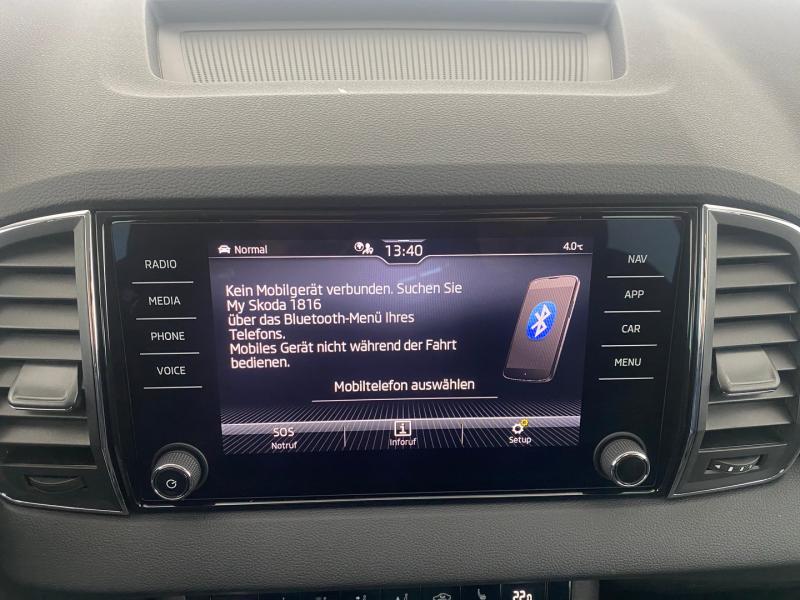 Normal
13:40
4.0°C
RADIO
MEDIA
PHONE
VOICE
NAV
APP
CAR
MENU
Kein Mobilgerät verbunden. Suchen Sie
My Skoda 1816
über das Bluetooth-Menü Ihres
Telefons.
Mobiles Gerät nicht während der Fahrt
bedienen.
Mobiltelefon auswählen
SOS
Notruf
i
Inforuf
Setup
22.0